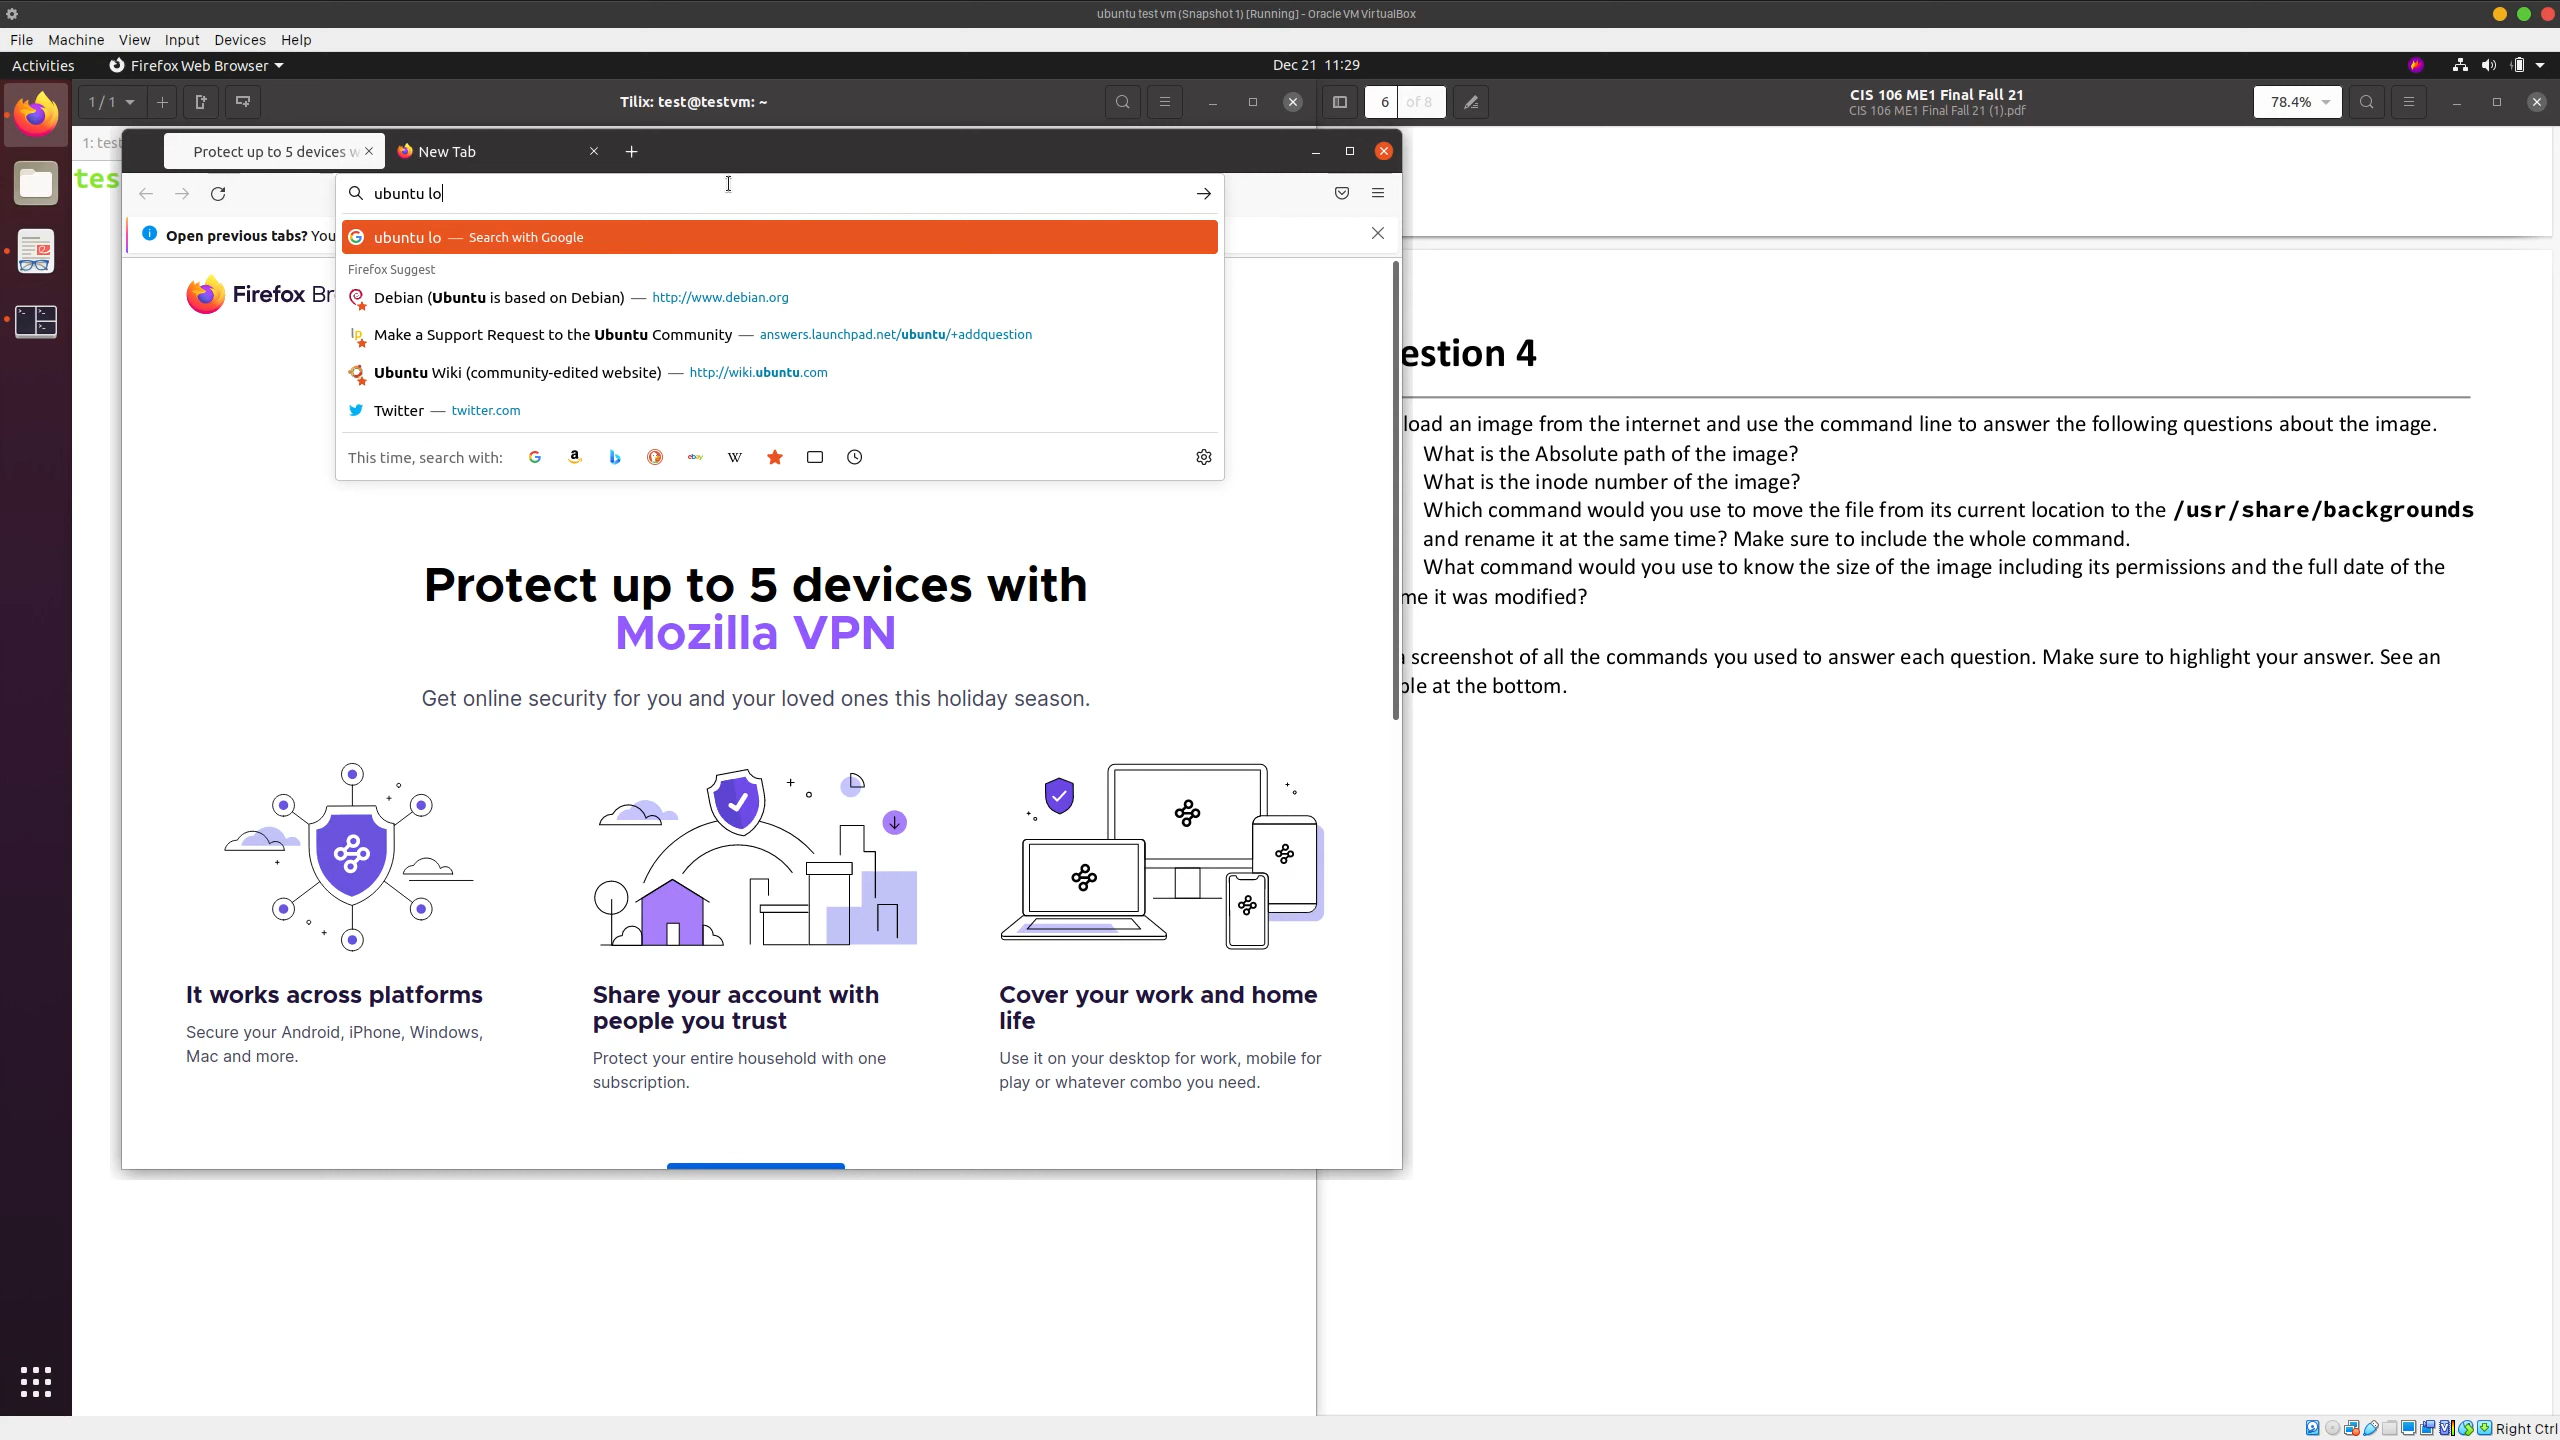 ubuntu test vm (Snapshot 1) [Running] - Oracle VM VirtualBox
File Machine View Input Devices Help
Activities Firefox Web Browser Dec 21 11:29
1 / 1 Tilix: test@testvm: ~
6 of 8 CIS 106 ME1 Final Fall 21 78.4%
CIS 106 ME1 Final Fall 21 (1).pdf
1: test
Protect up to 5 devices w New Tab
tes
ubuntu lo
Open previous tabs? You
ubuntu lo — Search with Google
Firefox Suggest
Firefox Br
Debian (Ubuntu is based on Debian) — http://www.debian.org
Make a Support Request to the Ubuntu Community — answers.launchpad.net/ubuntu/+addquestion
Ubuntu Wiki (community-edited website) — http://wiki.ubuntu.com
Twitter — twitter.com
This time, search with:
Protect up to 5 devices with
Mozilla VPN
Get online security for you and your loved ones this holiday season.
It works across platforms
Secure your Android, iPhone, Windows,
Mac and more.
Share your account with
people you trust
Protect your entire household with one
subscription.
Cover your work and home
life
Use it on your desktop for work, mobile for
play or whatever combo you need.
estion 4
load an image from the internet and use the command line to answer the following questions about the image.
What is the Absolute path of the image?
What is the inode number of the image?
Which command would you use to move the file from its current location to the /usr/share/backgrounds
and rename it at the same time? Make sure to include the whole command.
What command would you use to know the size of the image including its permissions and the full date of the
me it was modified?
screenshot of all the commands you used to answer each question. Make sure to highlight your answer. See an
ple at the bottom.
Right Ctrl